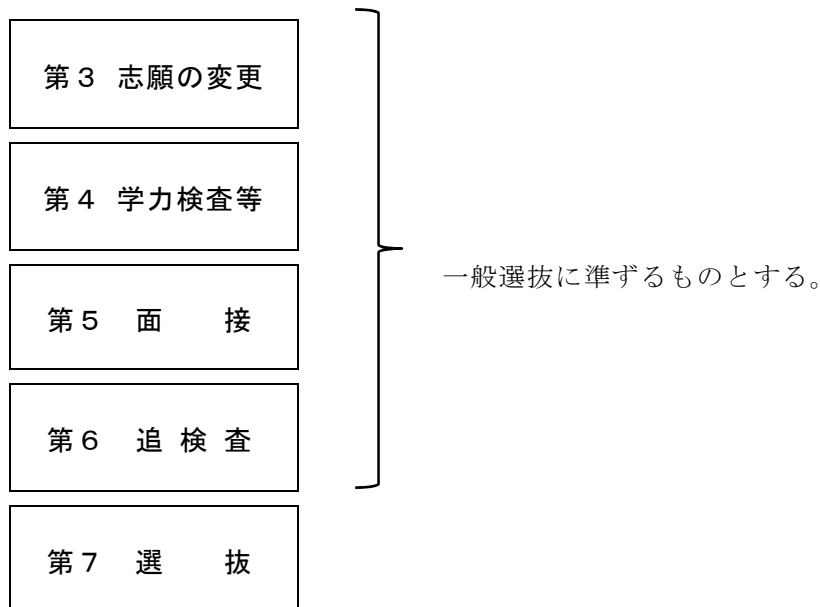 第３ 志願の変更
第４ 学力検査等
第５ 面　　接
第６ 追 検 査
一般選抜に準ずるものとする。
第７ 選　　抜